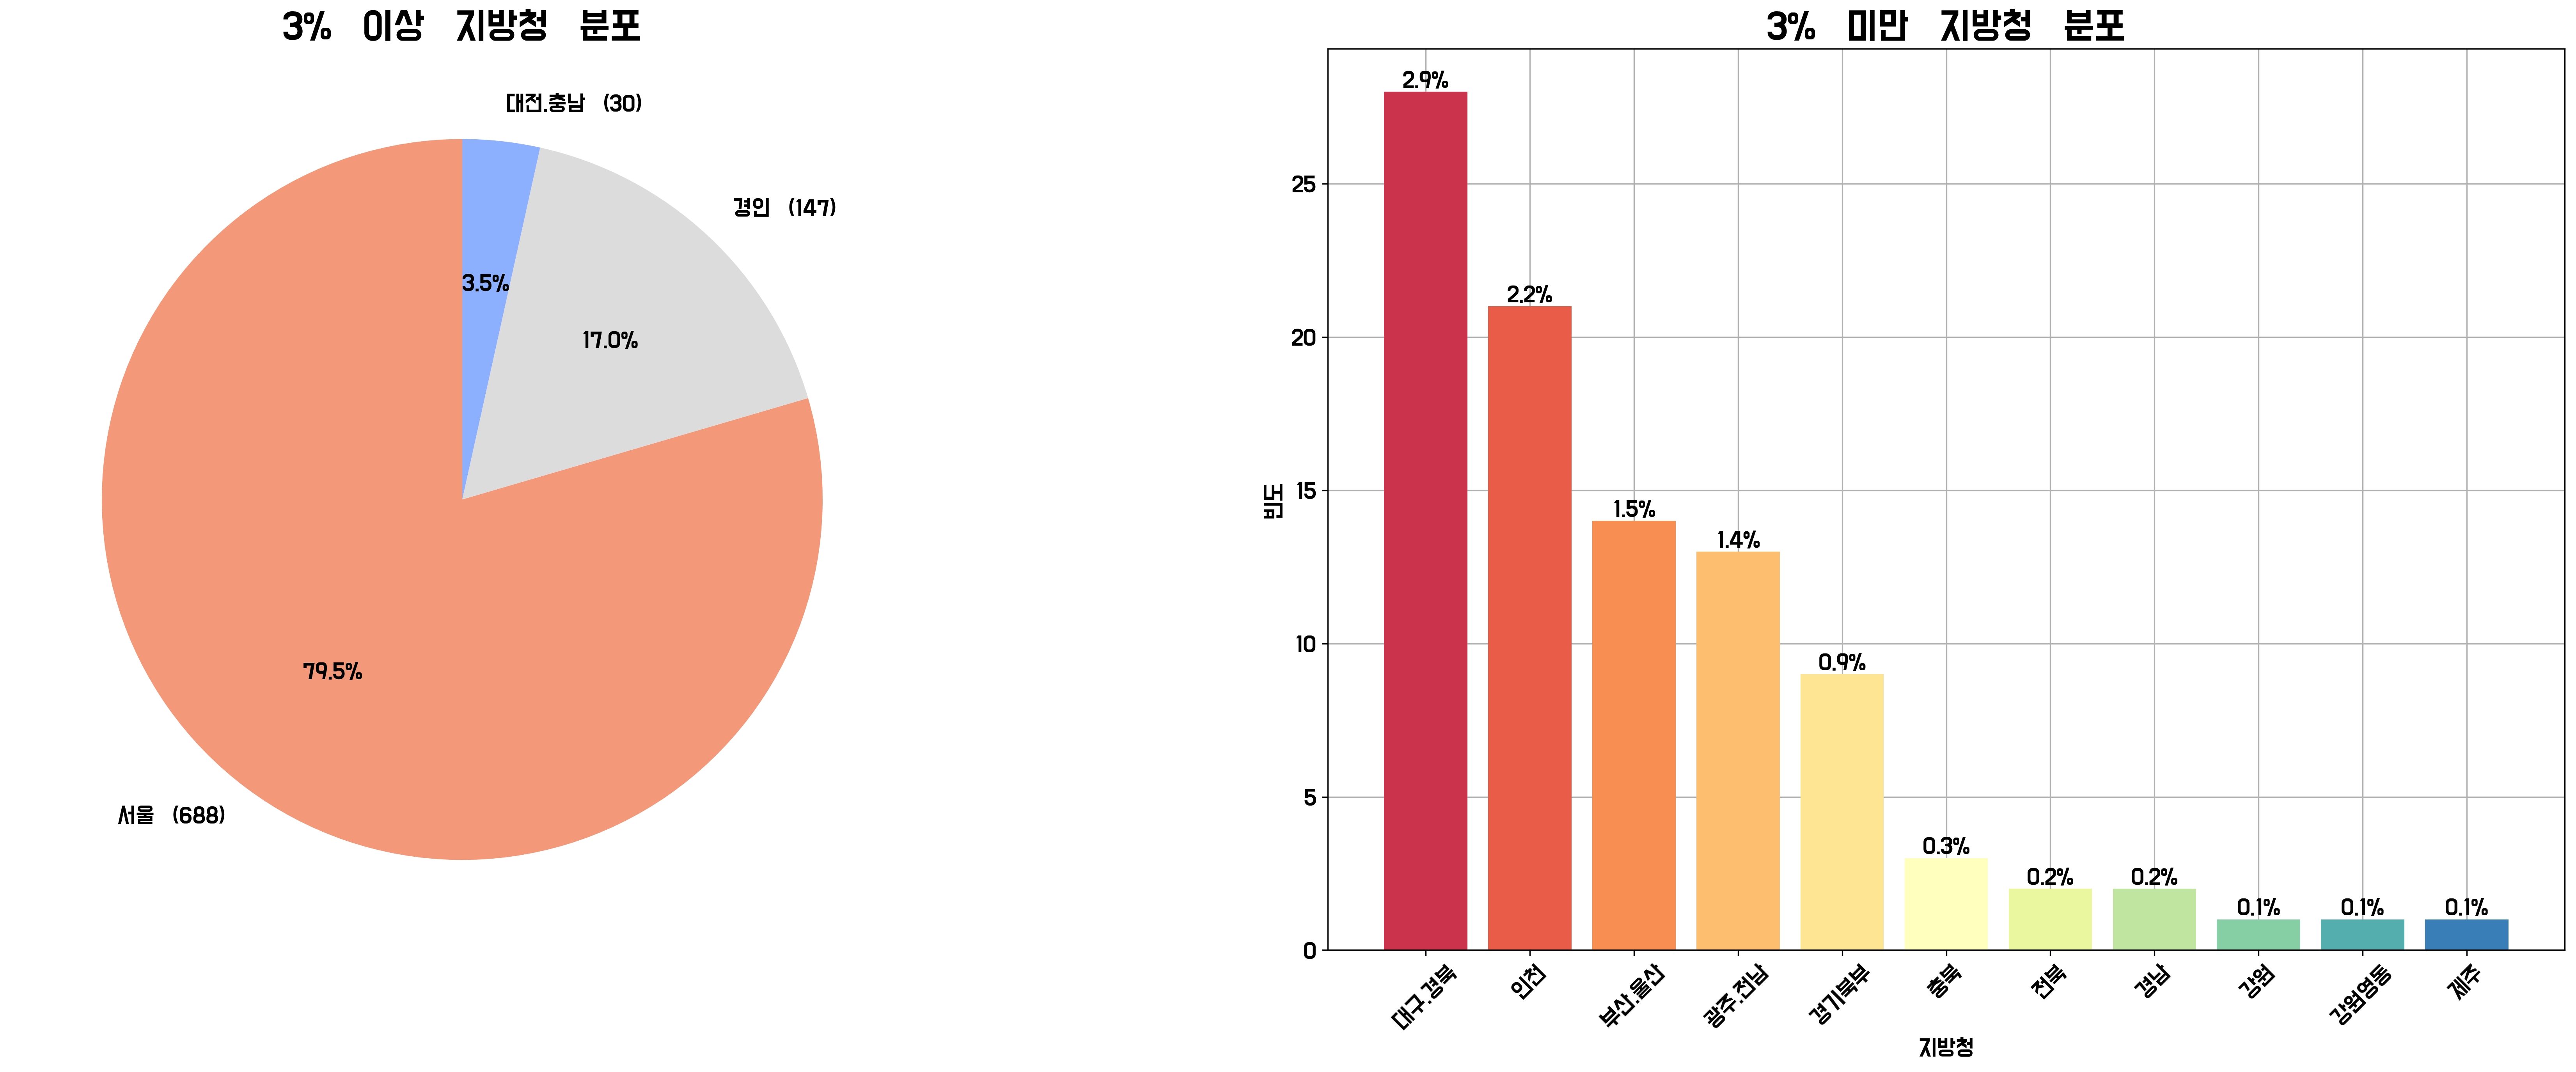 3% 이상 지방청 분포
대전.충남 (30)
경인 (147)
3.5%
17.0%
79.5%
서울 (688)
3% 미만 지방청 분포
빈도
25
20
15
10
5
0
2.9%
2.2%
1.5%
1.4%
0.9%
0.3%
0.2%
0.2%
0.1%
0.1%
0.1%
대구.경북
인천
부산.울산
광주.전남
경기북부
충북
전북
경남
강원
강원영동
제주
지방청